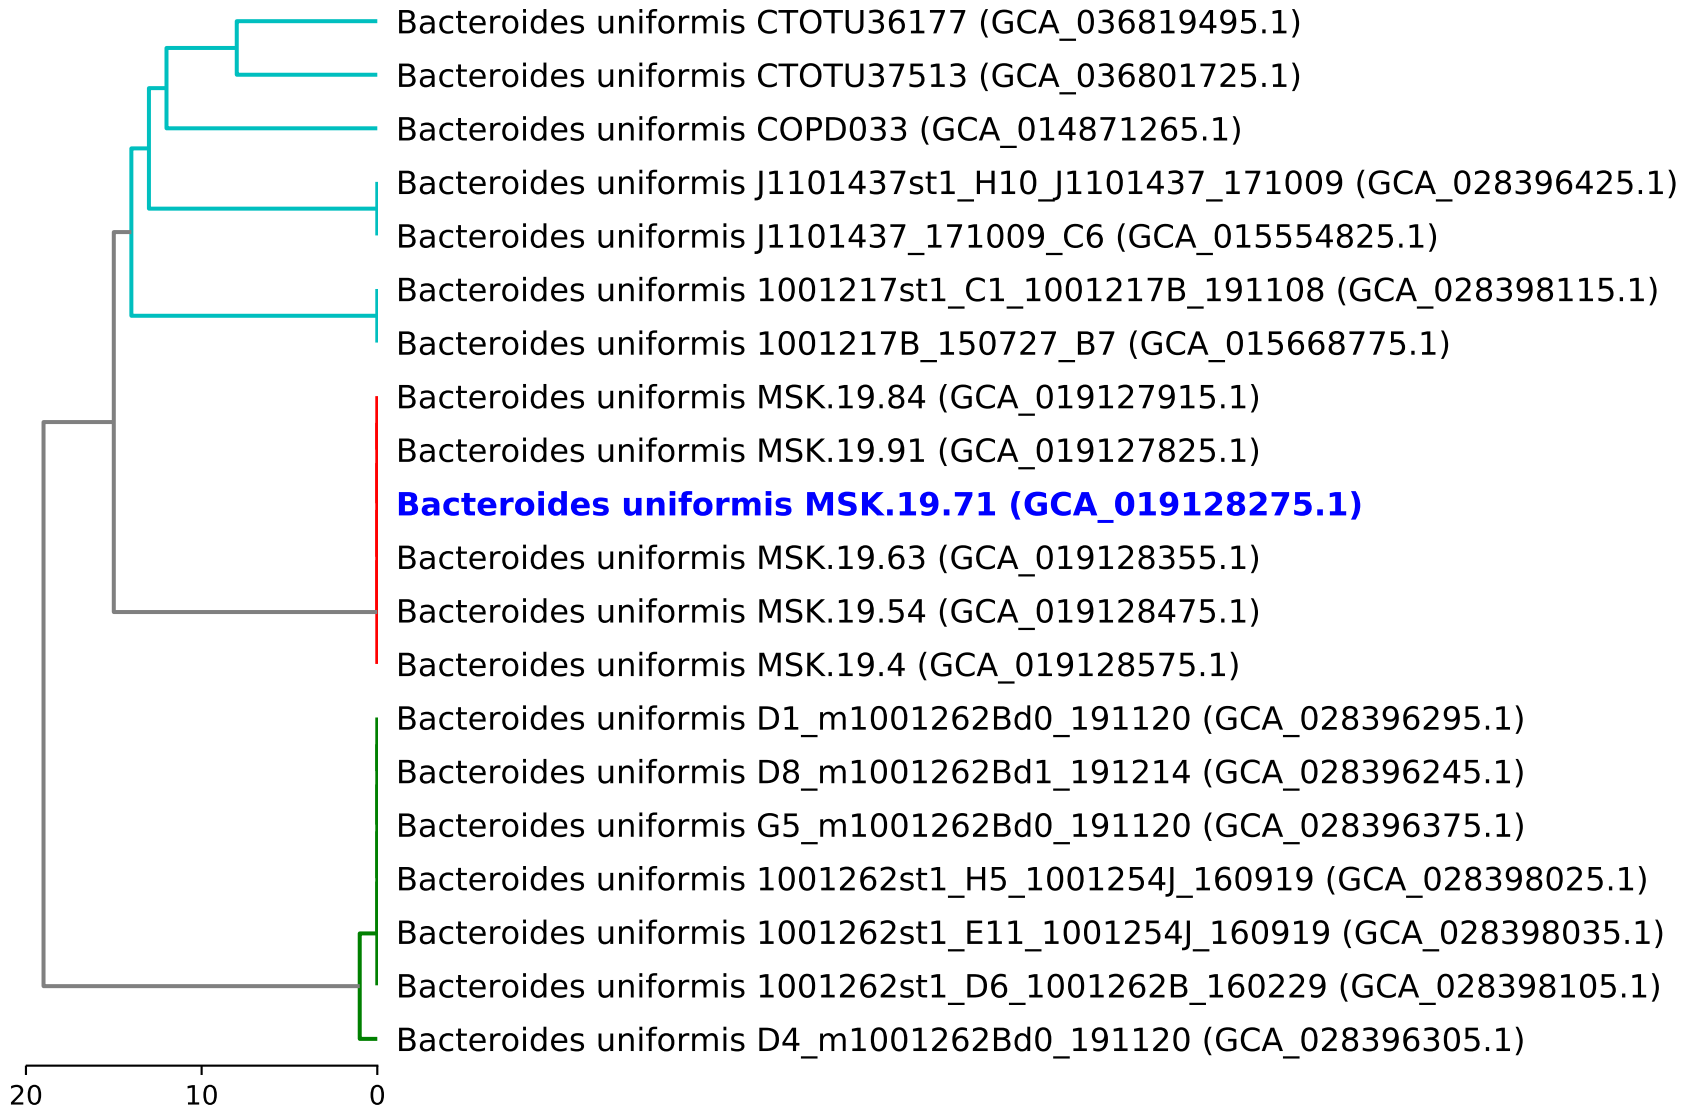 Bacteroides uniformis CTOTU36177 (GCA_036819495.1)
Bacteroides uniformis CTOTU37513 (GCA_036801725.1)
Bacteroides uniformis COPD033 (GCA_014871265.1)
Bacteroides uniformis J1101437st1_H10_J1101437_171009 (GCA_028396425.1)
Bacteroides uniformis J1101437_171009_C6 (GCA_015554825.1)
Bacteroides uniformis 1001217st1_C1_1001217B_191108 (GCA_028398115.1)
Bacteroides uniformis 1001217B_150727_B7 (GCA_015668775.1)
Bacteroides uniformis MSK.19.84 (GCA_019127915.1)
Bacteroides uniformis MSK.19.91 (GCA_019127825.1)
Bacteroides uniformis MSK.19.71 (GCA_019128275.1)
Bacteroides uniformis MSK.19.63 (GCA_019128355.1)
Bacteroides uniformis MSK.19.54 (GCA_019128475.1)
Bacteroides uniformis MSK.19.4 (GCA_019128575.1)
Bacteroides uniformis D1_m1001262Bd0_191120 (GCA_028396295.1)
Bacteroides uniformis D8_m1001262Bd1_191214 (GCA_028396245.1)
Bacteroides uniformis G5_m1001262Bd0_191120 (GCA_028396375.1)
Bacteroides uniformis 1001262st1_H5_1001254J_160919 (GCA_028398025.1)
Bacteroides uniformis 1001262st1_E11_1001254J_160919 (GCA_028398035.1)
Bacteroides uniformis 1001262st1_D6_1001262B_160229 (GCA_028398105.1)
Bacteroides uniformis D4_m1001262Bd0_191120 (GCA_028396305.1)
20 10 0